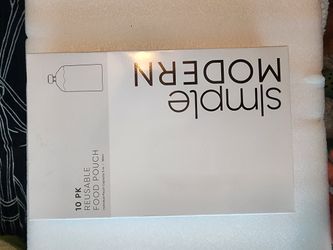 simple
MODERN
10 PK
REUSABLE
FOOD POUCH